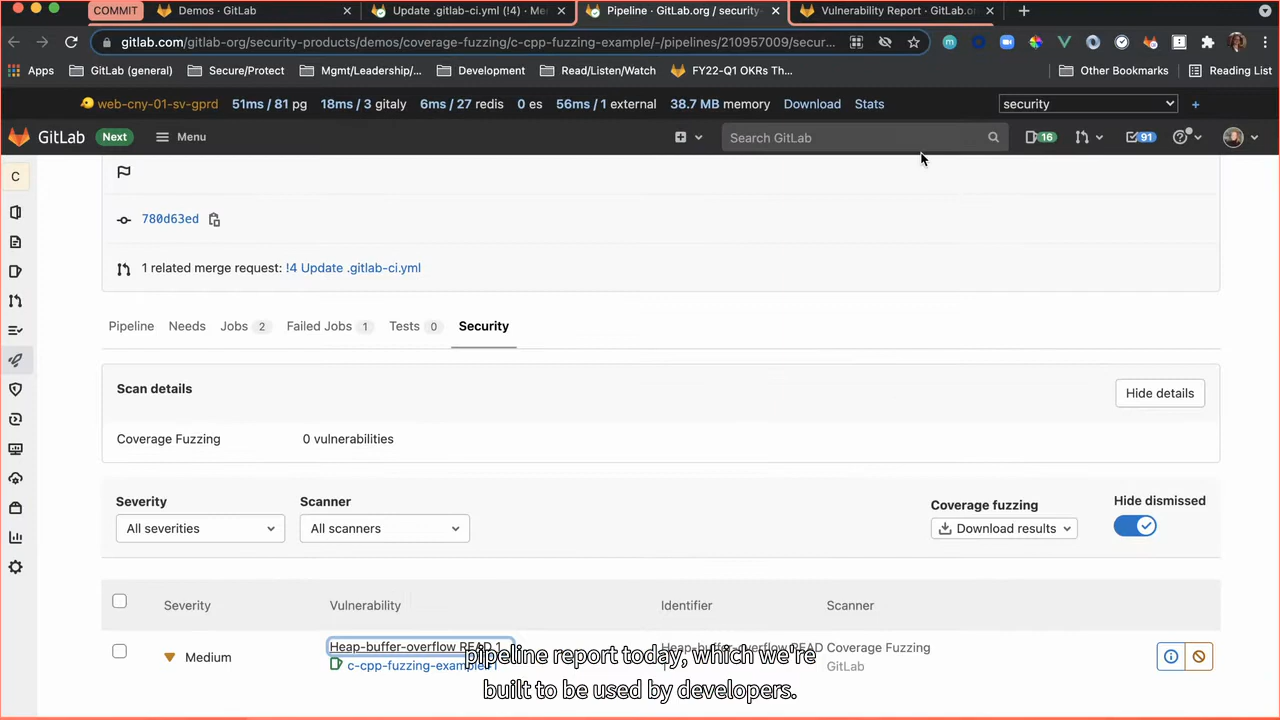 COMMIT
Demos · GitLab
Update .gitlab-ci.yml (!4) · Me
Pipeline · GitLab.org / security-
Vulnerability Report · GitLab.or
gitlab.com/gitlab-org/security-products/demos/coverage-fuzzing/c-cpp-fuzzing-example/-/pipelines/210957009/secur...
Apps
GitLab (general)
Secure/Protect
Mgmt/Leadership/...
Development
Read/Listen/Watch
FY22-Q1 OKRs Th...
Other Bookmarks
Reading List
web-cny-01-sv-gprd 51ms / 81 pg 18ms / 3 gitaly 6ms / 27 redis 0 es 56ms / 1 external 38.7 MB memory Download Stats security +
GitLab Next Menu Search GitLab 16 91
C
780d63ed
1 related merge request: !4 Update .gitlab-ci.yml
Pipeline Needs Jobs 2 Failed Jobs 1 Tests 0 Security
Scan details
Hide details
Coverage Fuzzing 0 vulnerabilities
Severity Scanner Coverage fuzzing Hide dismissed
All severities All scanners Download results
Severity Vulnerability Identifier Scanner
Medium
Heap-buffer-overflow READ 1
c-cpp-fuzzing-example
Heap-buffer-overflow READ
Coverage Fuzzing
GitLab
pipeline report today, which we're
built to be used by developers.